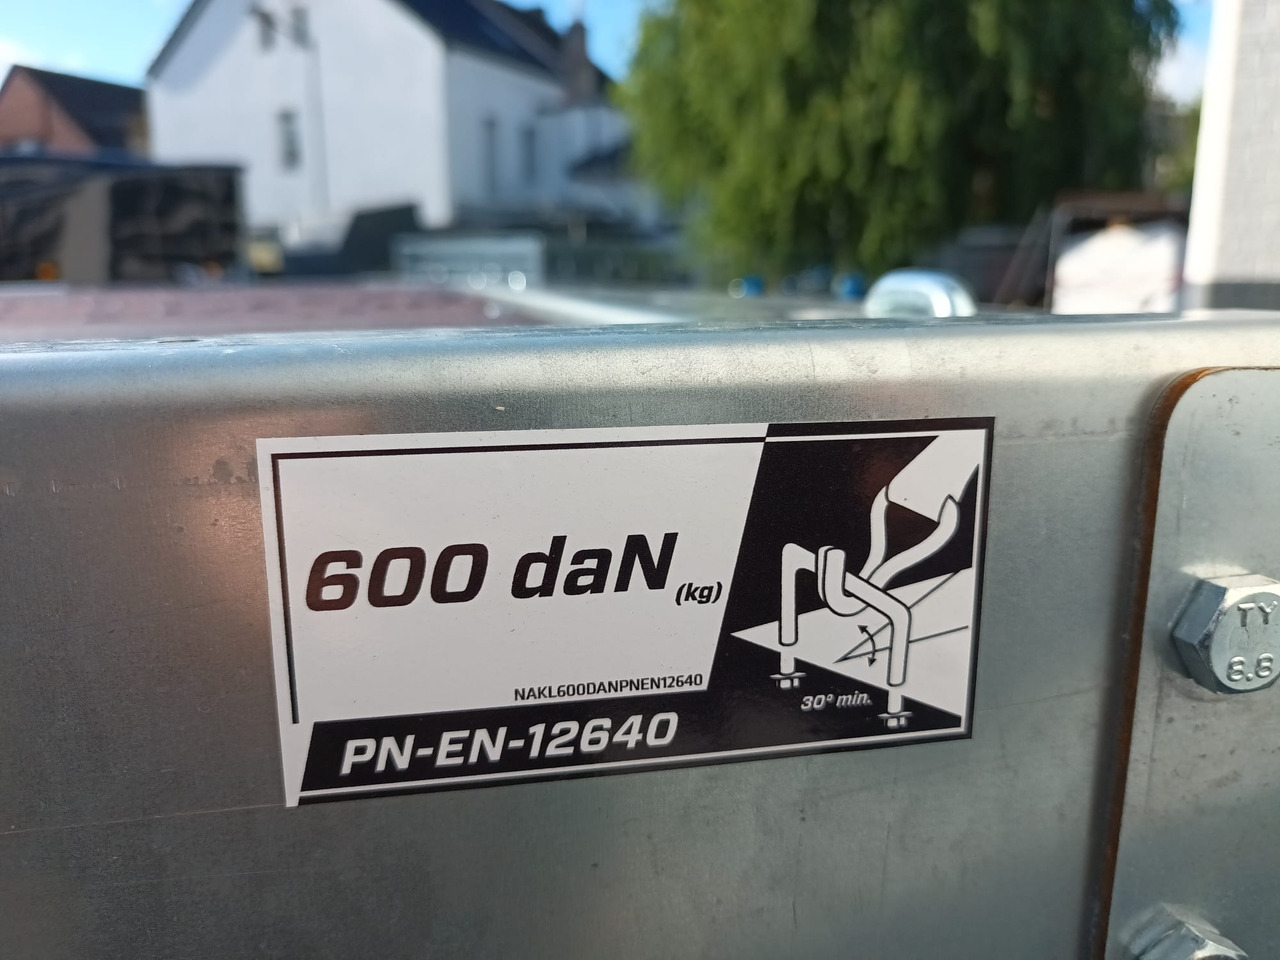 600 daN (kg)
NAKL600DANPNEN12640
PN-EN-12640
30° min.
TY
8.8